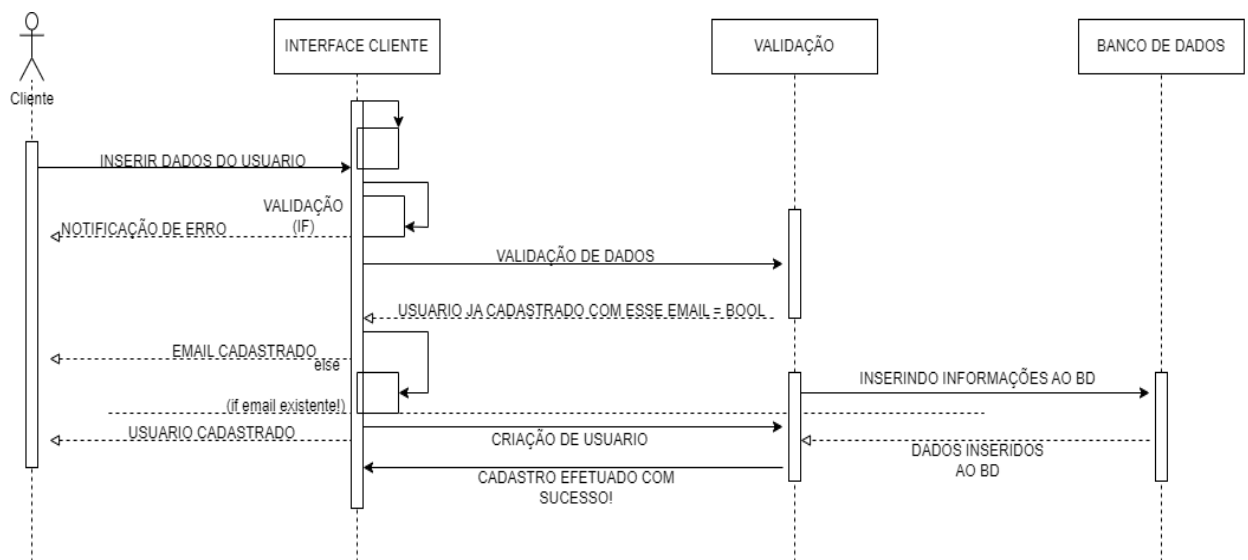 INTERFACE CLIENTE
VALIDAÇÃO
BANCO DE DADOS
Cliente
INSERIR DADOS DO USUARIO
VALIDAÇÃO
(IF)
NOTIFICAÇÃO DE ERRO
VALIDAÇÃO DE DADOS
USUARIO JA CADASTRADO COM ESSE EMAIL = BOOL
EMAIL CADASTRADO
else
INSERINDO INFORMAÇÕES AO BD
(if email existente!)
USUARIO CADASTRADO
CRIAÇÃO DE USUARIO
DADOS INSERIDOS
AO BD
CADASTRO EFETUADO COM
SUCESSO!